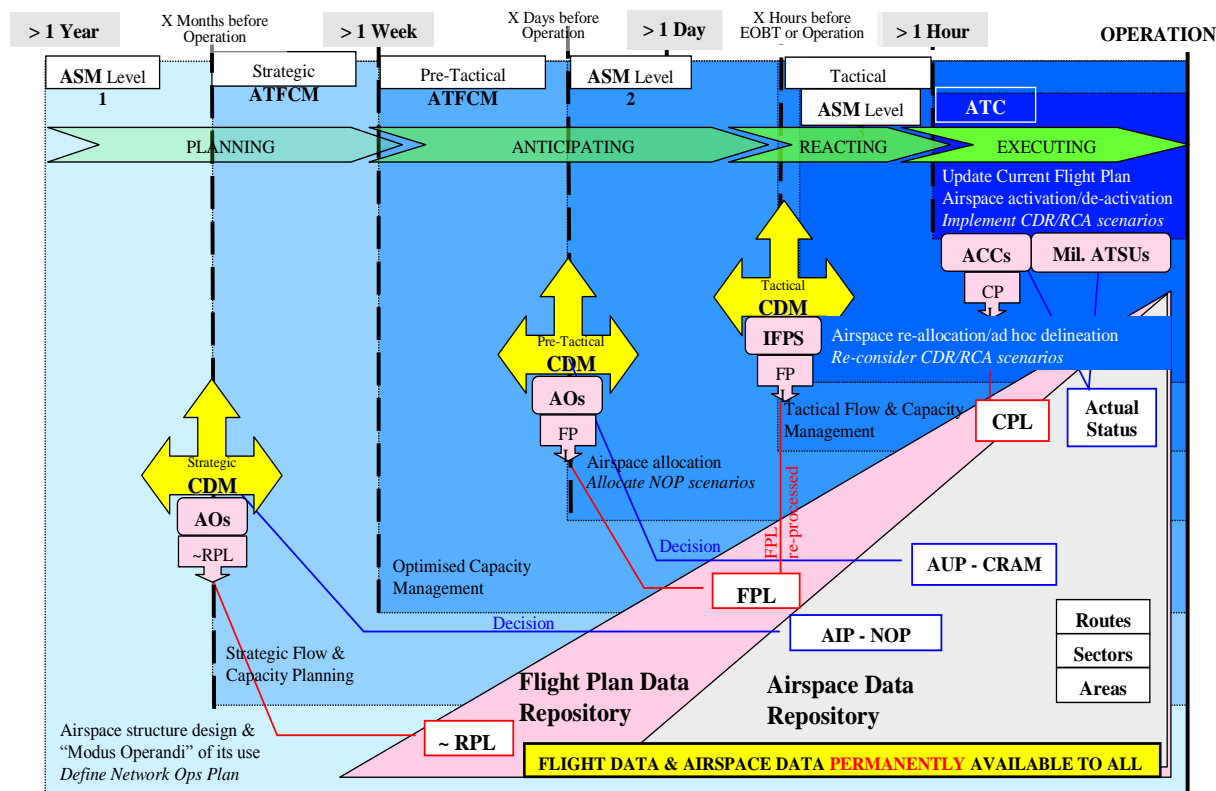 X Months before
Operation
X Days before
Operation
X Hours before
EOBT or Operation
> 1 Year
> 1 Week
> 1 Day
> 1 Hour
OPERATION
ASM Level
1
Strategic
ATFCM
Pre-Tactical
ATFCM
ASM Level
2
Tactical
ASM Level
ATC
PLANNING
ANTICIPATING
REACTING
EXECUTING
Update Current Flight Plan
Airspace activation/de-activation
Implement CDR/RCA scenarios
ACCs
Mil. ATSUs
CP
L
Tactical
CDM
IFPS
FP
L
Airspace re-allocation/ad hoc delineation
Re-consider CDR/RCA scenarios
Pre-Tactical
CDM
AOs
FP
L
Tactical Flow & Capacity
Management
CPL
Actual
Status
Strategic
CDM
AOs
~RPL
Airspace allocation
Allocate NOP scenarios
FPL
re-processed
Decision
AUP - CRAM
Optimised Capacity
Management
FPL
Decision
AIP - NOP
Routes
Sectors
Areas
Strategic Flow &
Capacity Planning
Flight Plan Data
Repository
Airspace Data
Repository
Airspace structure design &
“Modus Operandi” of its use
Define Network Ops Plan
~ RPL
FLIGHT DATA & AIRSPACE DATA PERMANENTLY AVAILABLE TO ALL